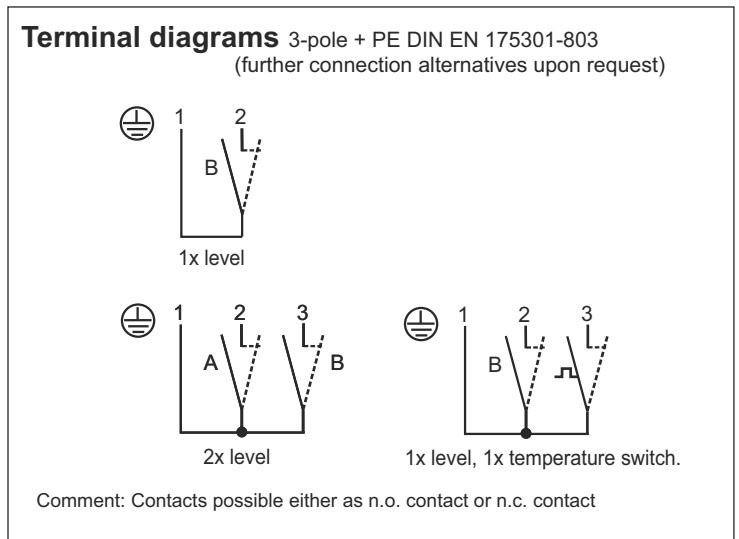 Terminal diagrams 3-pole + PE DIN EN 175301-803
(further connection alternatives upon request)
1 2
B
1x level
1 2 3
A B
2x level
1 2 3
B
1x level, 1x temperature switch.
Comment: Contacts possible either as n.o. contact or n.c. contact